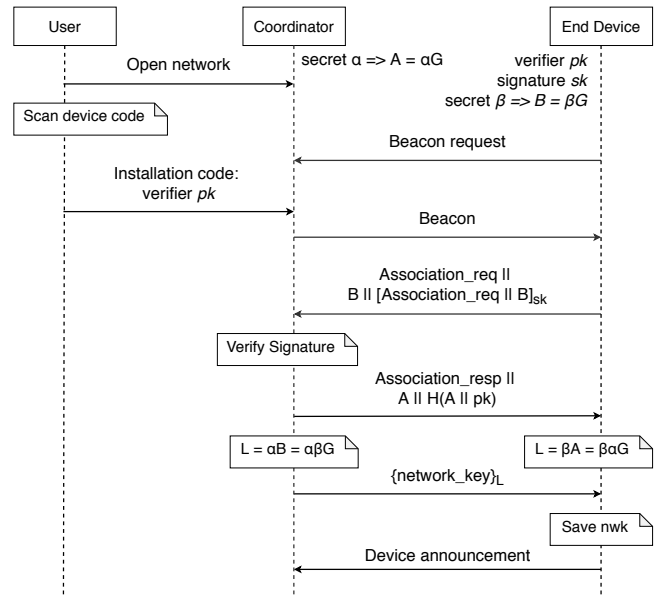 User
Coordinator
End Device
Open network
secret α => A = αG
verifier pk
signature sk
secret β => B = βG
Scan device code
Beacon request
Installation code:
verifier pk
Beacon
Association_req ||
B || [Association_req || B]sk
Verify Signature
Association_resp ||
A || H(A || pk)
L = αB = αβG
L = βA = βαG
{network_key}L
Save nwk
Device announcement